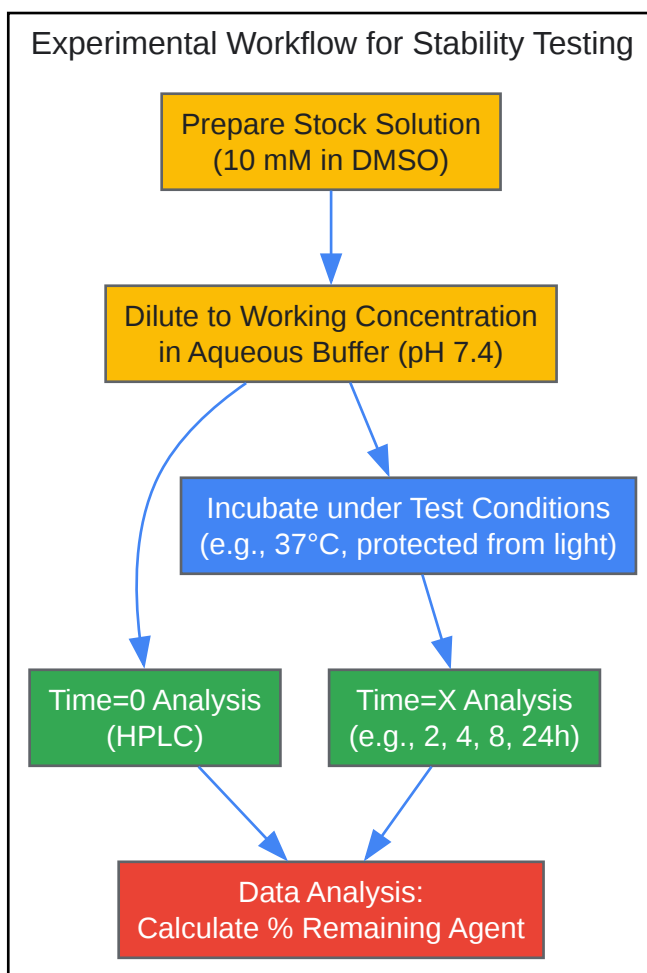 Experimental Workflow for Stability Testing
Prepare Stock Solution
(10 mM in DMSO)
Dilute to Working Concentration
in Aqueous Buffer (pH 7.4)
Incubate under Test Conditions
(e.g., 37°C, protected from light)
Time=0 Analysis
(HPLC)
Time=X Analysis
(e.g., 2, 4, 8, 24h)
Data Analysis:
Calculate % Remaining Agent